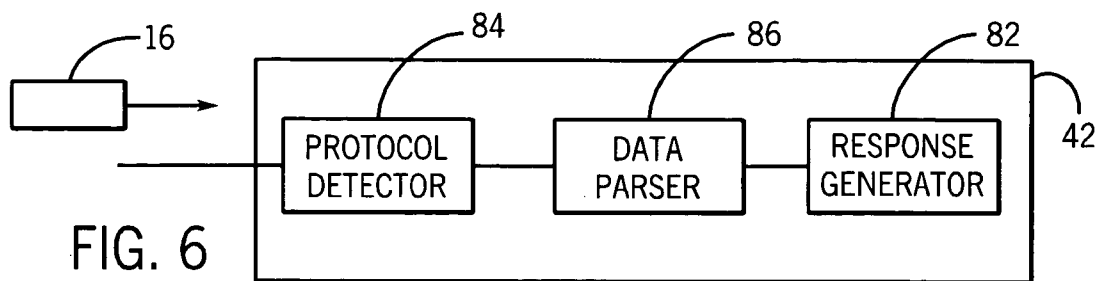 16
84
86
82
42
PROTOCOL
DETECTOR
DATA
PARSER
RESPONSE
GENERATOR
FIG. 6